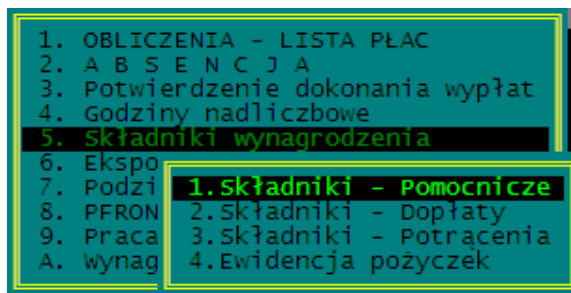 1. OBLICZENIA - LISTA PŁAC
2. A B S E N C J A
3. Potwierdzenie dokonania wypłat
4. Godziny nadliczbowe
5. Składniki wynagrodzenia
6. Ekspo
7. Podzi
8. PFRON
9. Praca
A. Wynag
1.Składniki - Pomocnicze
2.Składniki - Dopłaty
3.Składniki - Potrącenia
4.Ewidencja pożyczek